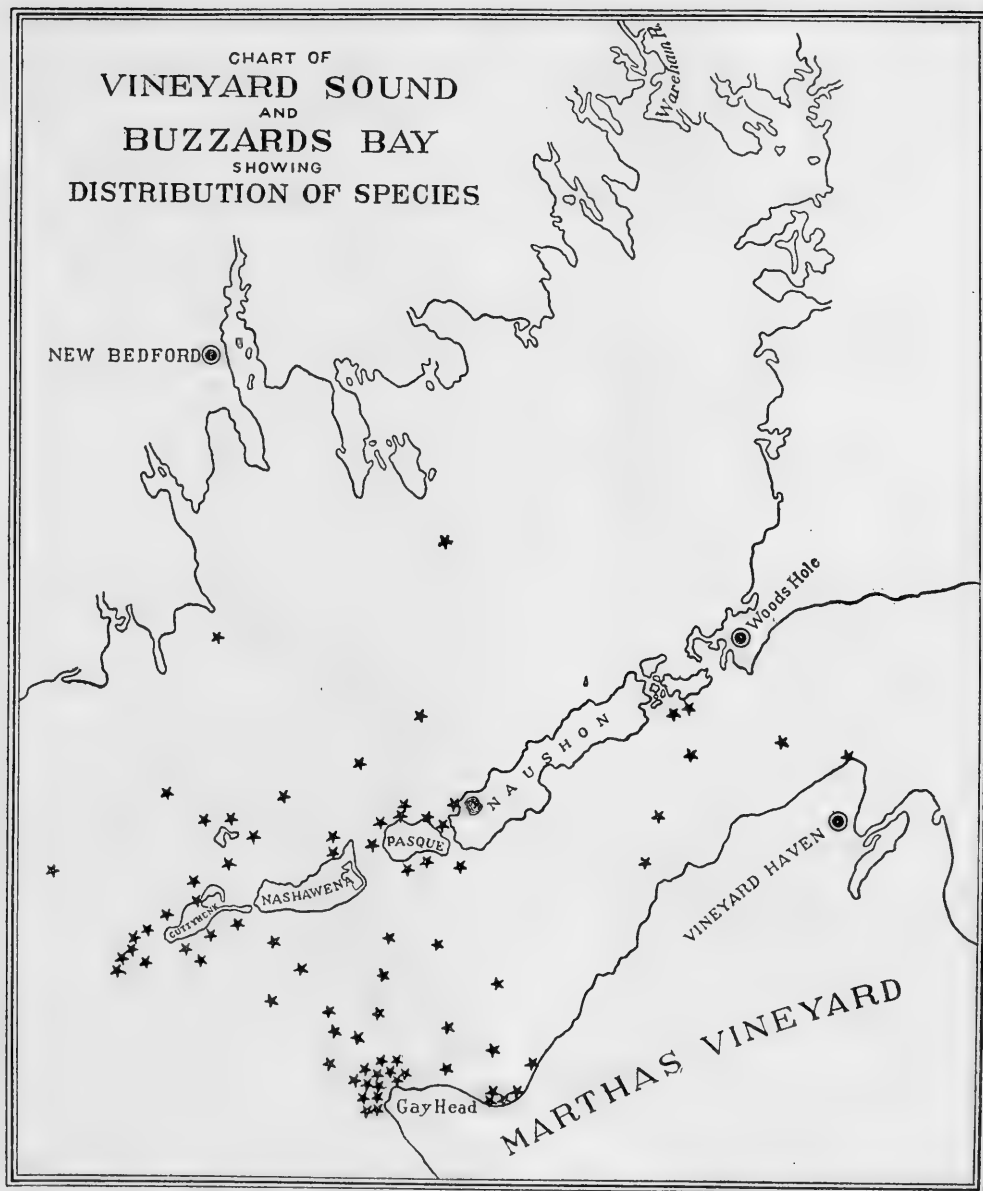 CHART OF
VINEYARD SOUND
AND
BUZZARDS BAY
SHOWING
DISTRIBUTION OF SPECIES
Wareham R.
NEW BEDFORD
Woods Hole
NAUSHON
PASQUE
NASHAWENA
CUTTYHUNK
VINEYARD HAVEN
MARTHAS VINEYARD
Gay Head